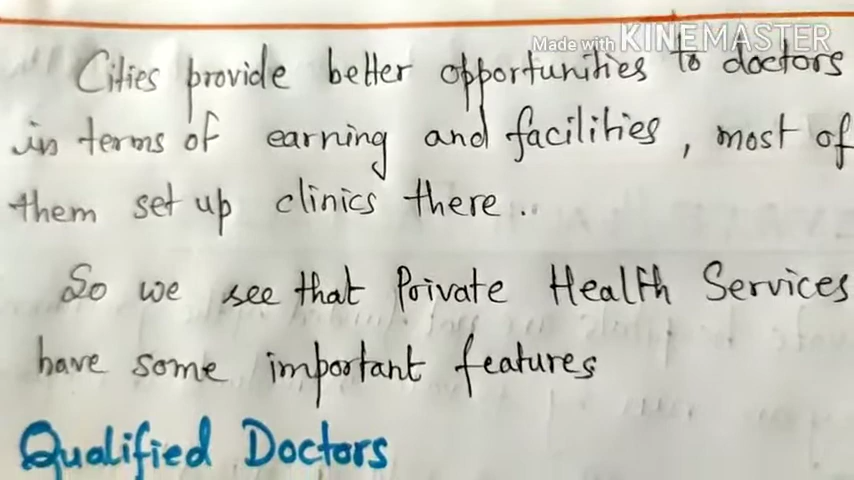 Made with KINEMASTER
Cities provide better opportunities to doctors
in terms of earning and facilities, most of
them set up clinics there..
So we see that Private Health Services
have some important features
Qualified Doctors